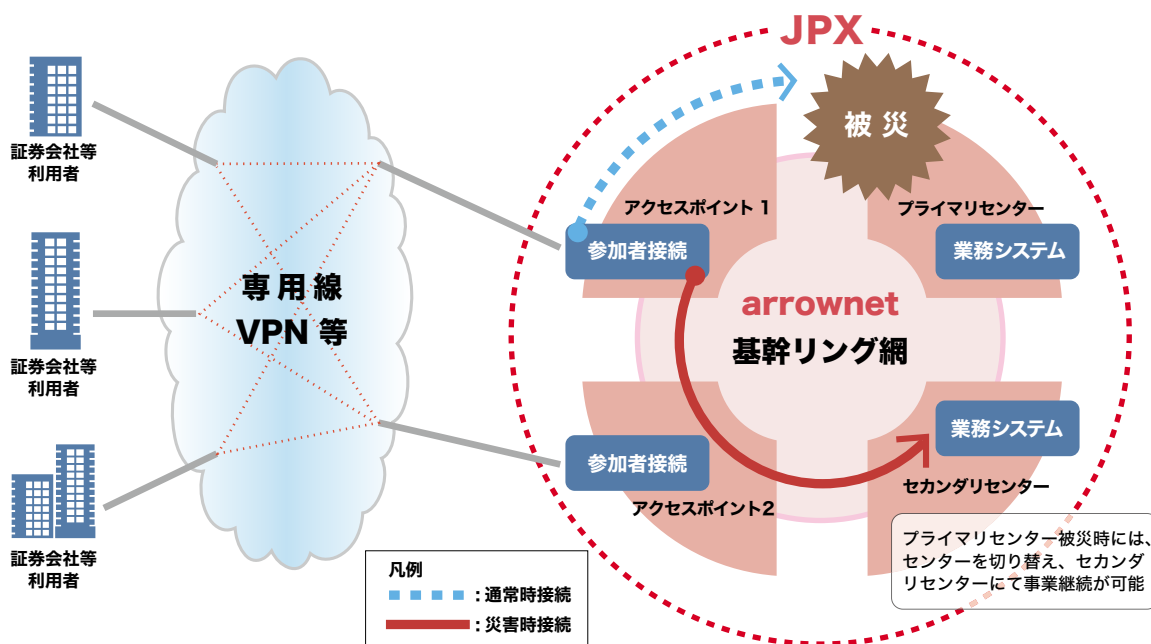 JPX
被災
証券会社等
利用者
アクセスポイント 1
プライマリセンター
参加者接続
業務システム
専用線
VPN 等
arrownet
基幹リング網
証券会社等
利用者
業務システム
参加者接続
セカンダリセンター
アクセスポイント2
証券会社等
利用者
プライマリセンター被災時には、
センターを切り替え、セカンダ
リセンターにて事業継続が可能
凡例
: 通常時接続
: 災害時接続